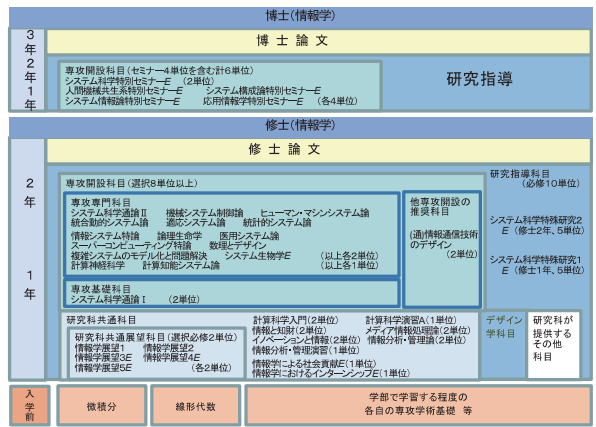 博士(情報学)
3年
2年
1年
博士論文
専攻開設科目(セミナー4単位を含む計6単位)
システム科学特別セミナーE (2単位)
人間機械共生系特別セミナーE システム構成論特別セミナーE
システム情報論特別セミナーE 応用情報学特別セミナーE (各4単位)
研究指導
修士(情報学)
2年
1年
修士論文
専攻開設科目(選択8単位以上)
専攻専門科目
システム科学通論Ⅱ 機械システム制御論 ヒューマン・マシンシステム論
統合動的システム論 適応システム論 統計的システム論
情報システム特論 論理生命学 医用システム論
スーパーコンピューティング特論 数理とデザイン
複雑システムのモデル化と問題解決 システム生物学E (以上各2単位)
計算神経科学 計算知能システム論 (以上各1単位)
専攻基礎科目
システム科学通論Ⅰ (2単位)
他専攻開設の
推奨科目
(通)情報通信技術
のデザイン
(2単位)
研究指導科目
(必修10単位)
システム科学特殊研究2
E (修士2年、5単位)
システム科学特殊研究1
E (修士1年、5単位)
研究科共通科目
研究科共通展望科目(選択必修2単位)
情報学展望1 情報学展望2
情報学展望3E 情報学展望4E
情報学展望5E (各2単位)
計算科学入門(2単位) 計算科学演習A(1単位)
情報と知財(2単位) メディア情報処理論(2単位)
イノベーションと情報(2単位) 情報分析・管理論(2単位)
情報分析・管理演習(1単位)
情報学による社会貢献E(1単位)
情報学におけるインターンシップE(1単位)
デザイン
学科目
研究科が
提供する
その他
科目
入学前
微積分
線形代数
学部で学習する程度の
各自の専攻学術基礎 等